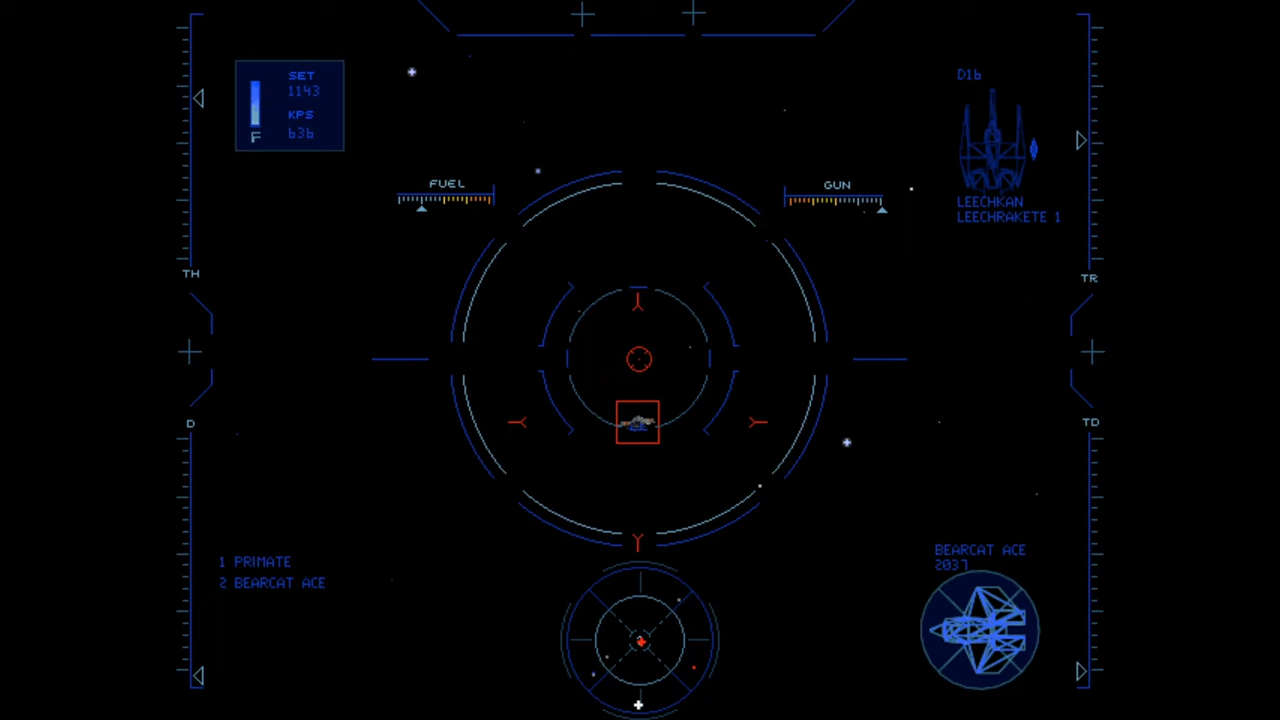 SET
1143
KPS
636
F
FUEL
GUN
D16
LEECHKAN
LEECHRAKETE 1
TH
TR
D
TD
1 PRIMATE
2 BEARCAT ACE
BEARCAT ACE
2037